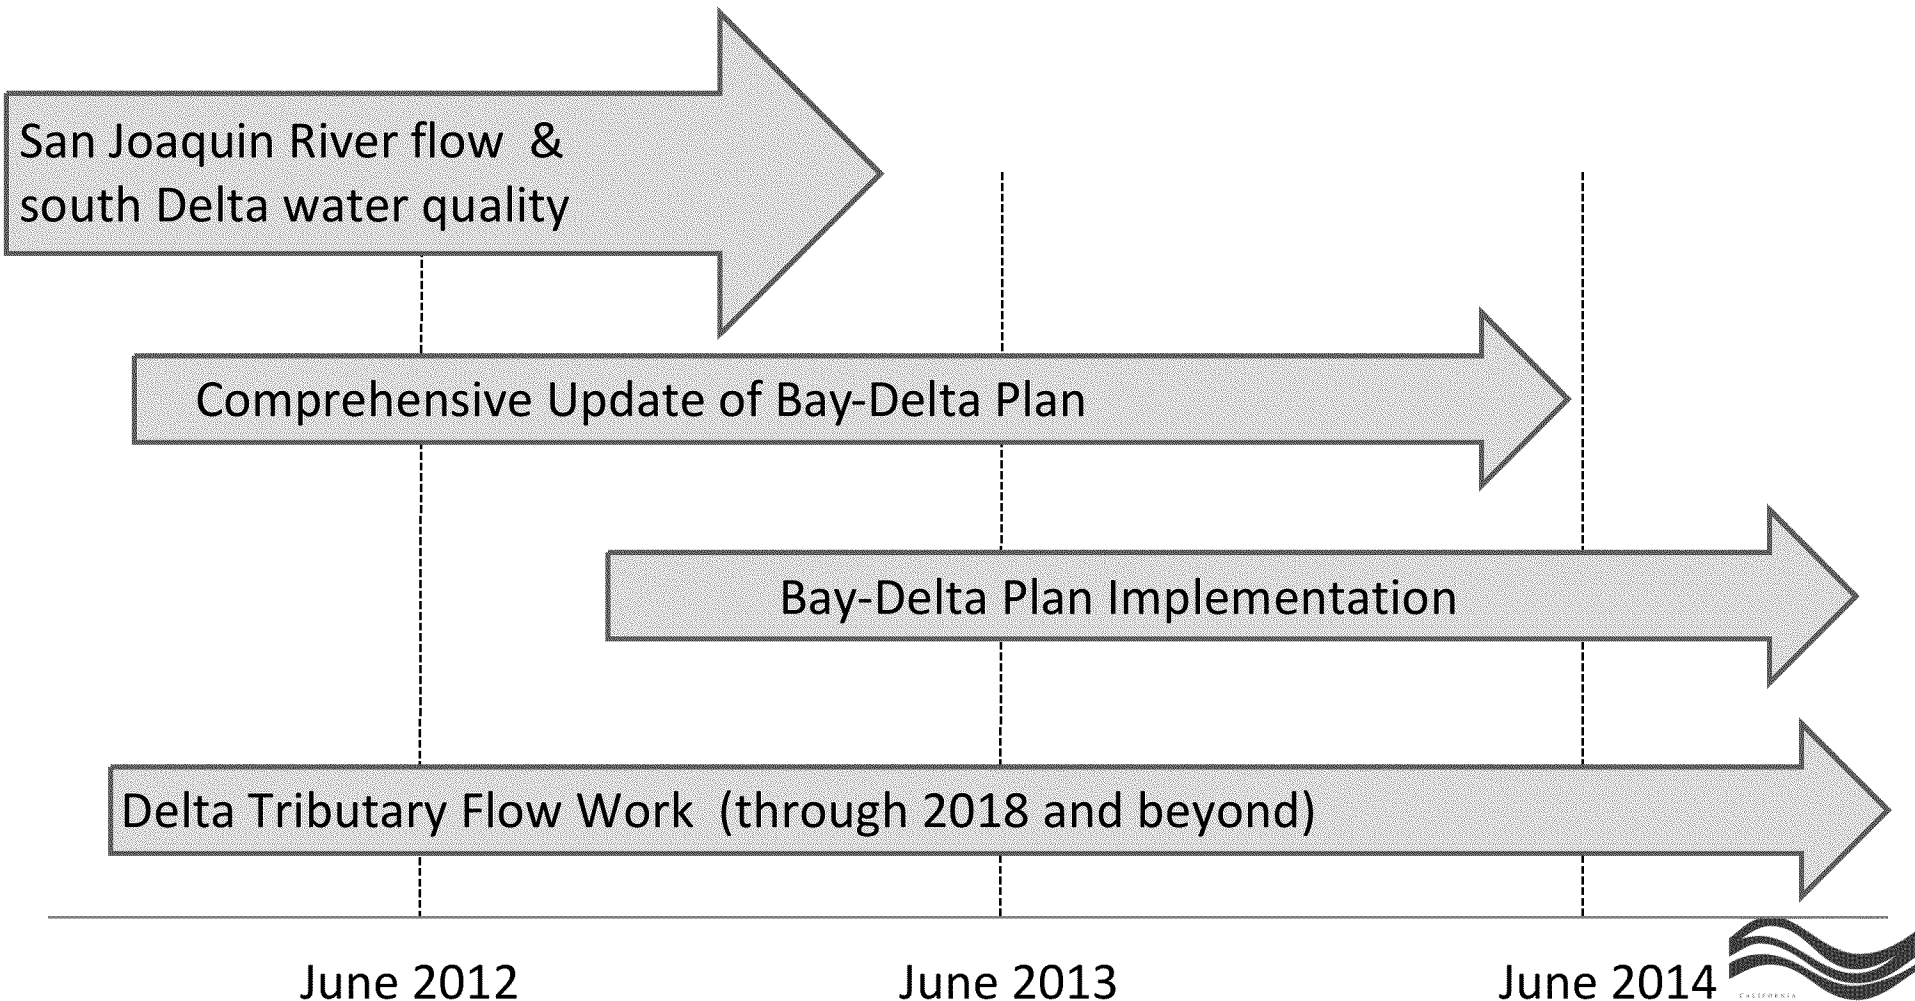 San Joaquin River flow  &
south Delta water quality
Comprehensive Update of Bay-Delta Plan
Bay-Delta Plan Implementation
Delta Tributary Flow Work  (through 2018 and beyond)
June 2012
June 2013
June 2014
CALIFORNIA